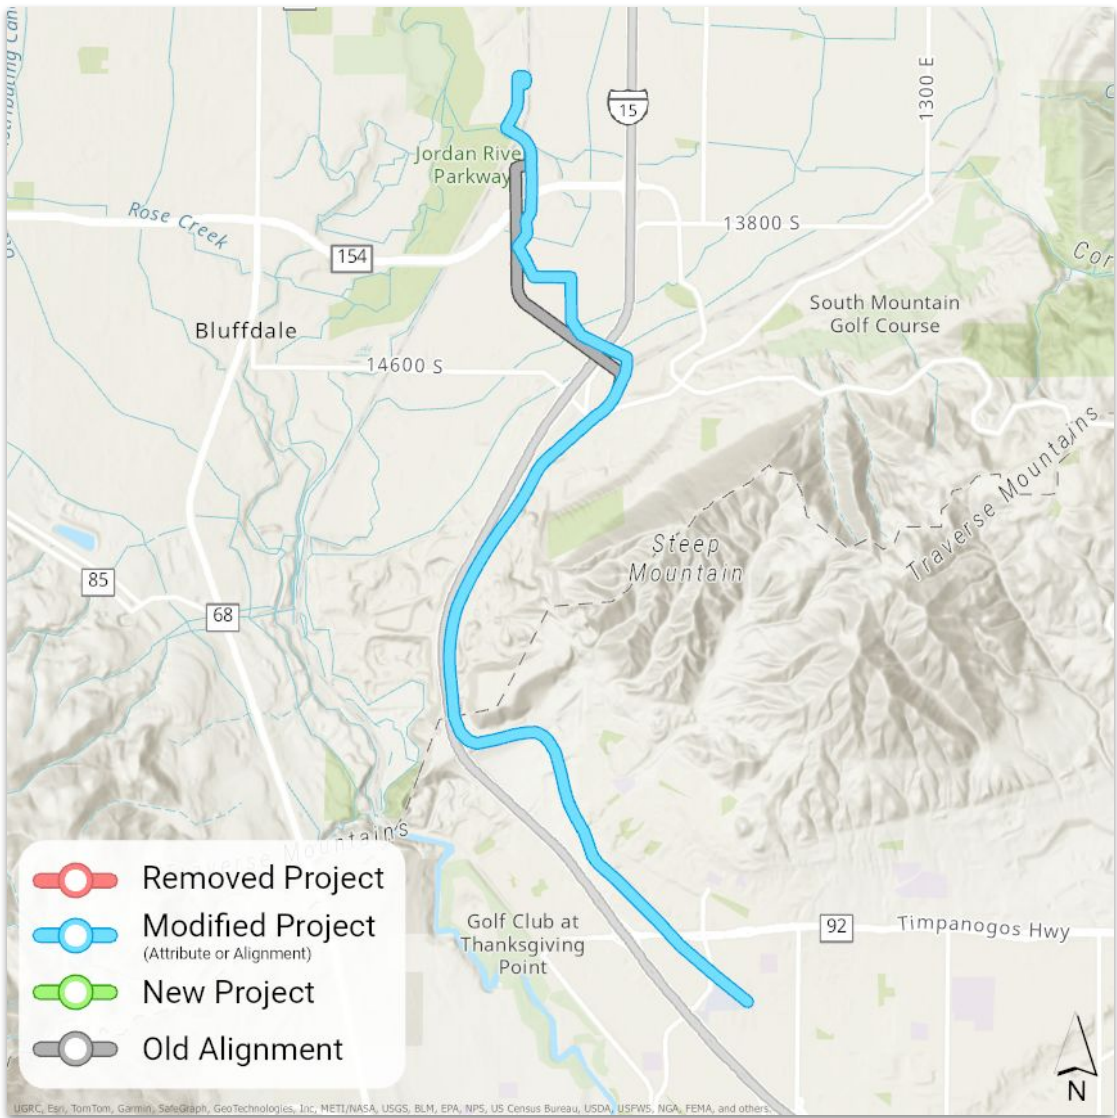 15
1300 E
Jordan Rive
Parkway
Rose Creek
13800 S
154
Cor
South Mountain
Golf Course
Bluffdale
14600 S
Traverse Mountains
Steep
Mountain
85
68
tains
Removed Project
Modified Project
(Attribute or Alignment)
New Project
Old Alignment
Golf Club at
Thanksgiving
Point
92
Timpanogos Hwy
N
UGRC, Esri, TomTom, Garmin, SafeGraph, GeoTechnologies, Inc, METI/NASA, USGS, BLM, EPA, NPS, US Census Bureau, USDA, USFWS, NGA, FEMA, and others.